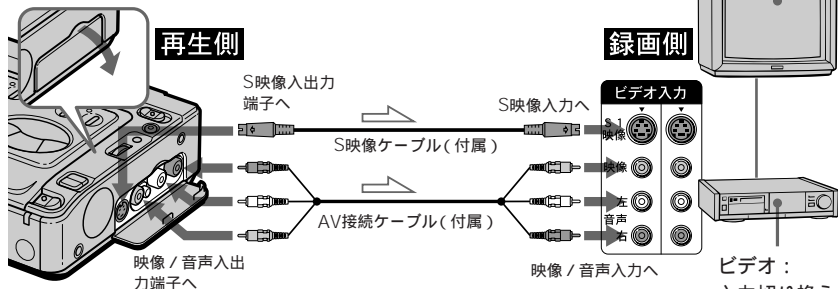 再生側
録画側
S映像入出力
端子へ
S映像入力へ
ビデオ入力
S 1
映像
S映像ケーブル(付属)
映像
左
音声
右
AV接続ケーブル(付属)
映像 / 音声入出
力端子へ
映像 / 音声入力へ
ビデオ：